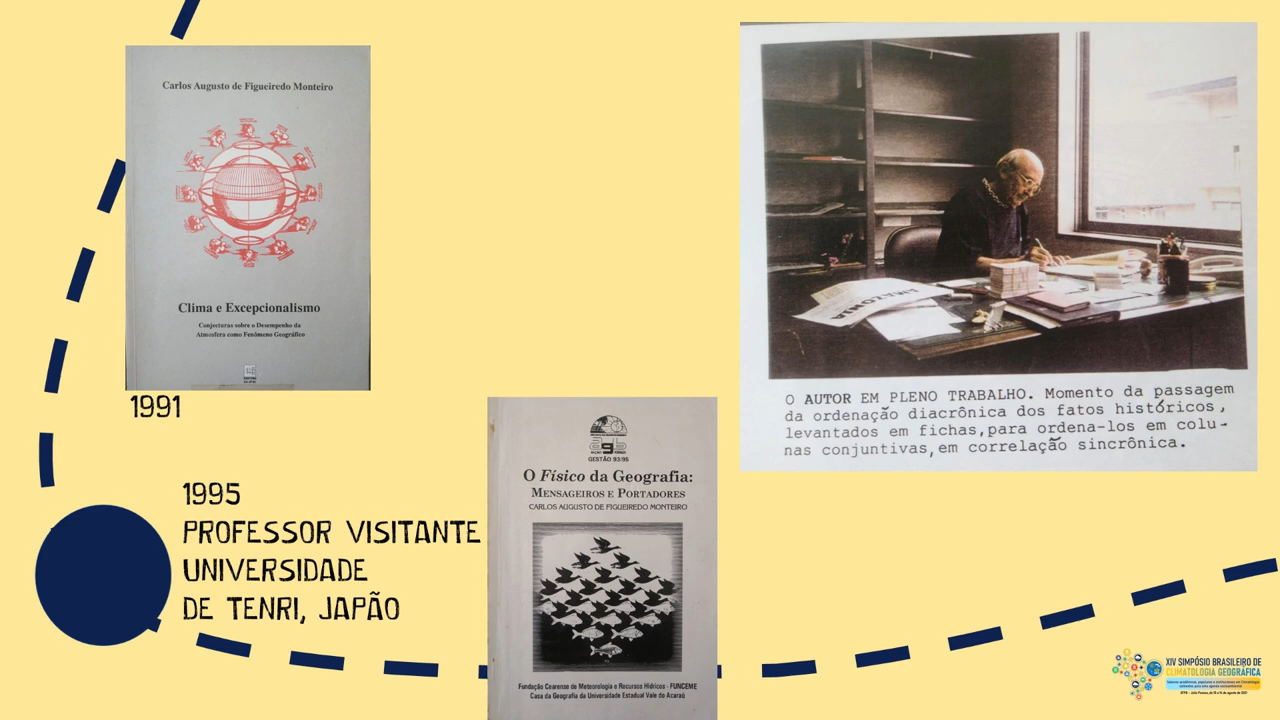 Carlos Augusto de Figueiredo Monteiro
Clima e Excepcionalismo
Conjecturas sobre o Desempenho da
Atmosfera como Fenômeno Geográfico
1991
1995
PROFESSOR VISITANTE
UNIVERSIDADE
DE TENRI, JAPÃO
GESTÃO 93/95
O Físico da Geografia:
MENSAGEIROS E PORTADORES
CARLOS AUGUSTO DE FIGUEIREDO MONTEIRO
Fundação Cearense de Meteorologia e Recursos Hídricos - FUNCEME
Casa da Geografia da Universidade Estadual Vale do Acaraú
O AUTOR EM PLENO TRABALHO. Momento da passagem
da ordenação diacrônica dos fatos históricos,
levantados em fichas, para ordena-los em colu-
nas conjuntivas, em correlação sincrônica.
XIV SIMPÓSIO BRASILEIRO DE
CLIMATOLOGIA GEOGRÁFICA